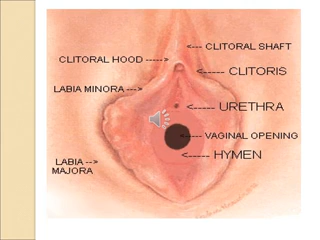 <--- CLITORAL SHAFT
CLITORAL HOOD ----->
<----- CLITORIS
LABIA MINORA --->
<----- URETHRA
<----- VAGINAL OPENING
<----- HYMEN
LABIA -->
MAJORA